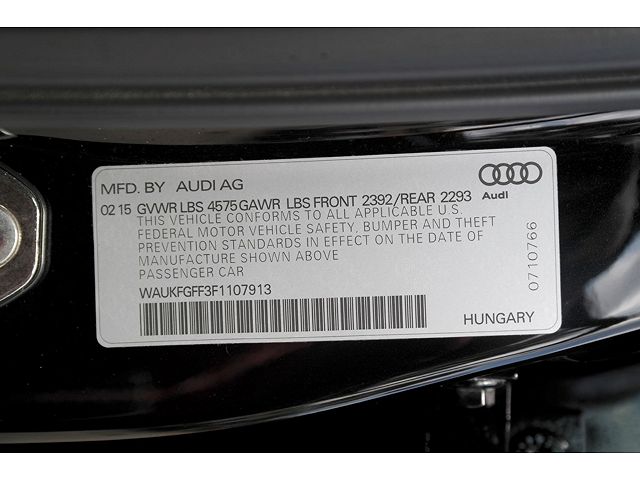 MFD. BY AUDI AG
02 15 GVWR LBS 4575 GAWR LBS FRONT 2392/REAR 2293
Audi
THIS VEHICLE CONFORMS TO ALL APPLICABLE U.S.
FEDERAL MOTOR VEHICLE SAFETY, BUMPER AND THEFT
PREVENTION STANDARDS IN EFFECT ON THE DATE OF
MANUFACTURE SHOWN ABOVE
PASSENGER CAR
0710766
WAUKFGFF3F1107913
HUNGARY